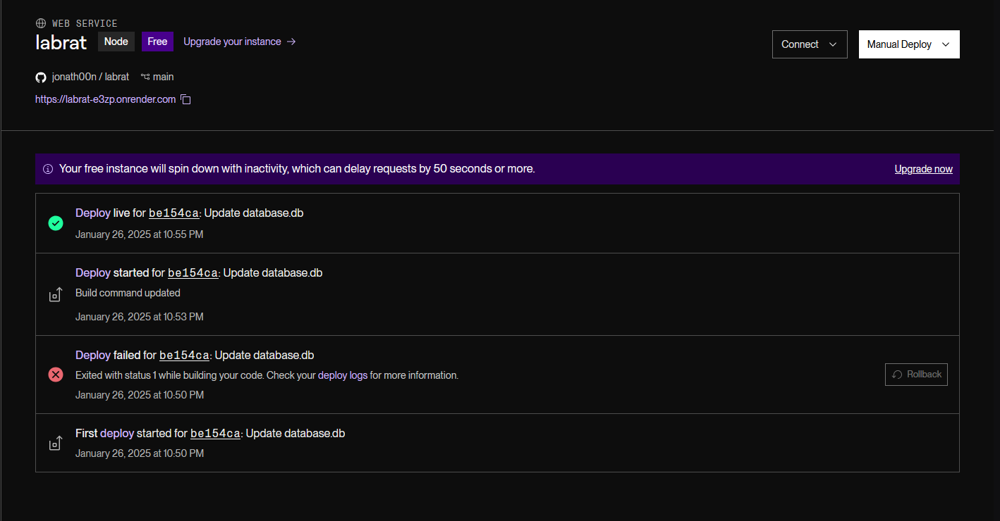 WEB SERVICE
labrat Node Free Upgrade your instance →
Connect Manual Deploy
jonath00n / labrat main
https://labrat-e3zp.onrender.com
Your free instance will spin down with inactivity, which can delay requests by 50 seconds or more. Upgrade now
Deploy live for be154ca: Update database.db
January 26, 2025 at 10:55 PM
Deploy started for be154ca: Update database.db
Build command updated
January 26, 2025 at 10:53 PM
Deploy failed for be154ca: Update database.db
Exited with status 1 while building your code. Check your deploy logs for more information.
Rollback
January 26, 2025 at 10:50 PM
First deploy started for be154ca: Update database.db
January 26, 2025 at 10:50 PM